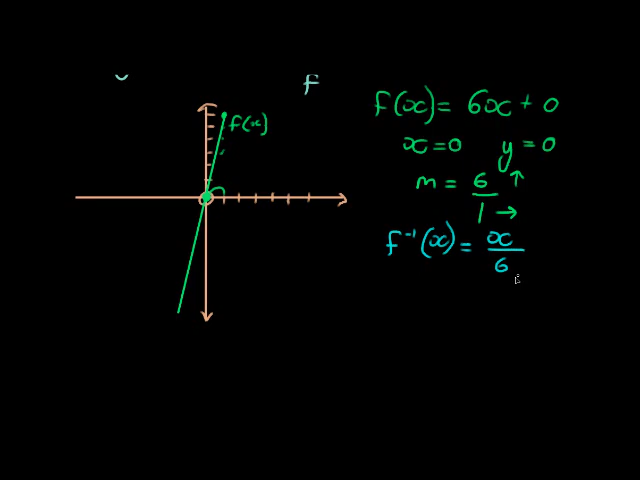 f
f(x)
f(x) = 6x + 0
x = 0 y = 0
m = 6 ↑
1 →
f⁻¹(x) = x
6